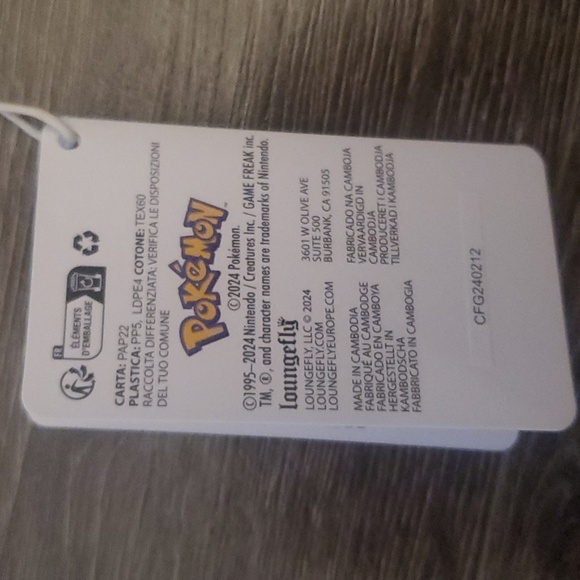 FR
ÉLÉMENTS
D'EMBALLAGE
CARTA: PAP22
PLASTICA: PP5, LDPE4 COTONE: TEX60
RACCOLTA DIFFERENZIATA: VERIFICA LE DISPOSIZIONI
DEL TUO COMUNE
POKéMON™
©2024 Pokémon.
©1995–2024 Nintendo / Creatures Inc. / GAME FREAK inc.
TM, ®, and character names are trademarks of Nintendo.
Loungefly
LOUNGEFLY, LLC © 2024
LOUNGEFLY.COM
LOUNGEFLYEUROPE.COM
3601 W OLIVE AVE
SUITE 500
BURBANK, CA 91505
MADE IN CAMBODIA
FABRIQUÉ AU CAMBODGE
FABRICADO EN CAMBOYA
HERGESTELLT IN
KAMBODSCHA
FABBRICATO IN CAMBOGIA
FABRICADO NA CAMBOJA
VERVAARDIGD IN
CAMBODJA
PRODUCERET I CAMBODJA
TILLVERKAD I KAMBODJA
CFG240212